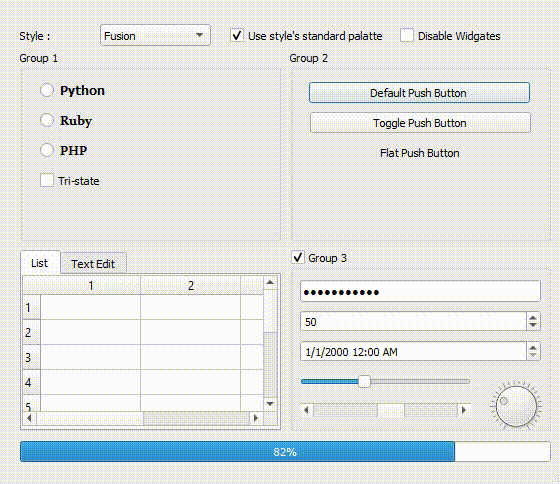 Style : Fusion Use style's standard palatte Disable Widgates
Group 1 Group 2
Python
Ruby
PHP
Tri-state
Default Push Button
Toggle Push Button
Flat Push Button
List Text Edit
1 2
1
2
3
4
5
Group 3
●●●●●●●●●●●
50
1/1/2000 12:00 AM
82%